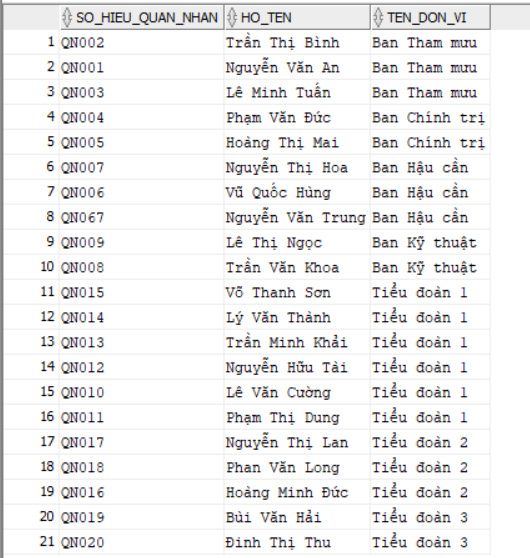 SO_HIEU_QUAN_NHAN HO_TEN TEN_DON_VI
1 QN002 Trần Thị Bình Ban Tham mưu
2 QN001 Nguyễn Văn An Ban Tham mưu
3 QN003 Lê Minh Tuấn Ban Tham mưu
4 QN004 Phạm Văn Đức Ban Chính trị
5 QN005 Hoàng Thị Mai Ban Chính trị
6 QN007 Nguyễn Thị Hoa Ban Hậu cần
7 QN006 Vũ Quốc Hùng Ban Hậu cần
8 QN067 Nguyễn Văn Trung Ban Hậu cần
9 QN009 Lê Thị Ngọc Ban Kỹ thuật
10 QN008 Trần Văn Khoa Ban Kỹ thuật
11 QN015 Võ Thanh Sơn Tiểu đoàn 1
12 QN014 Lý Văn Thành Tiểu đoàn 1
13 QN013 Trần Minh Khải Tiểu đoàn 1
14 QN012 Nguyễn Hữu Tài Tiểu đoàn 1
15 QN010 Lê Văn Cường Tiểu đoàn 1
16 QN011 Phạm Thị Dung Tiểu đoàn 1
17 QN017 Nguyễn Thị Lan Tiểu đoàn 2
18 QN018 Phan Văn Long Tiểu đoàn 2
19 QN016 Hoàng Minh Đức Tiểu đoàn 2
20 QN019 Bùi Văn Hải Tiểu đoàn 3
21 QN020 Đinh Thị Thu Tiểu đoàn 3